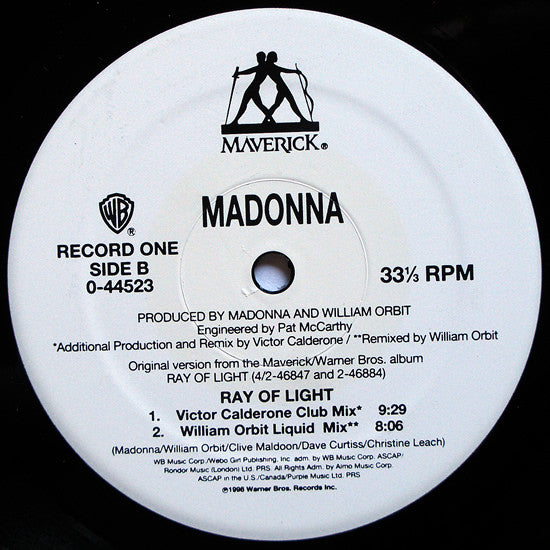 MAVERICK®
MADONNA
WB®
RECORD ONE
SIDE B
0-44523
33⅓ RPM
PRODUCED BY MADONNA AND WILLIAM ORBIT
Engineered by Pat McCarthy
*Additional Production and Remix by Victor Calderone / **Remixed by William Orbit
Original version from the Maverick/Warner Bros. album
RAY OF LIGHT (4/2-46847 and 2-46884)
RAY OF LIGHT
1. Victor Calderone Club Mix* 9:29
2. William Orbit Liquid Mix** 8:06
(Madonna/William Orbit/Clive Maldoon/Dave Curtiss/Christine Leach)
WB Music Corp./Webo Girl Publishing, Inc. adm. by WB Music Corp. ASCAP/
Rondor Music (London) Ltd. PRS. All Rights Adm. by Almo Music Corp.
ASCAP in the U.S./Canada/Purple Music Ltd. PRS
℗1998 Warner Bros. Records Inc.